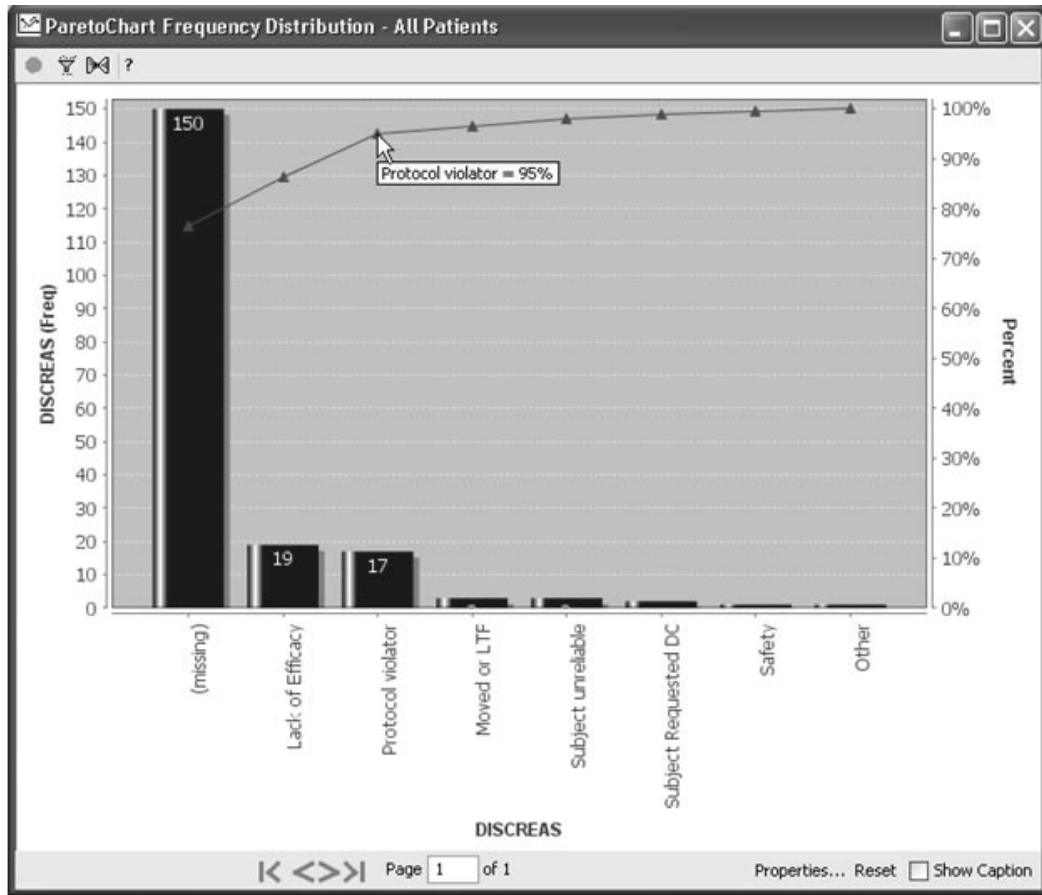 ParetoChart Frequency Distribution - All Patients
?
150
140
130
120
110
100
90
80
70
60
50
40
30
20
10
0
DISCREAS (Freq)
150
19
17
Protocol violator = 95%
100%
90%
80%
70%
60%
50%
40%
30%
20%
10%
0%
Percent
(missing)
Lack of Efficacy
Protocol violator
Moved or LTF
Subject unreliable
Subject Requested DC
Safety
Other
DISCREAS
Page 1 of 1
Properties... Reset Show Caption